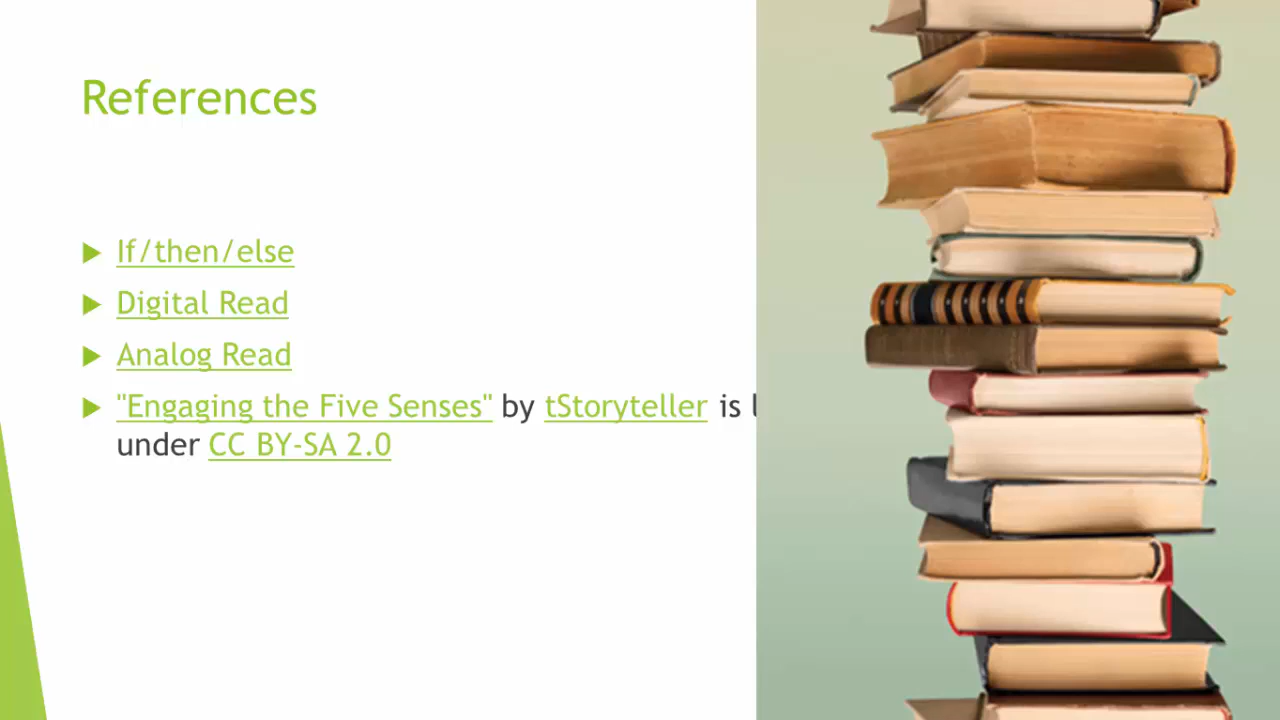 References
If/then/else
Digital Read
Analog Read
"Engaging the Five Senses" by tStoryteller is
under CC BY-SA 2.0